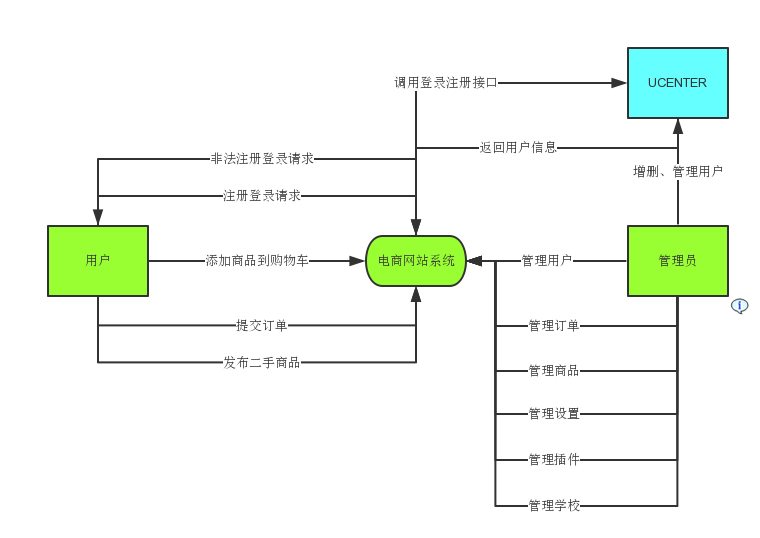 调用登录注册接口
UCENTER
非法注册登录请求
返回用户信息
增删、管理用户
注册登录请求
用户
添加商品到购物车
电商网站系统
管理用户
管理员
提交订单
管理订单
发布二手商品
管理商品
管理设置
管理插件
管理学校